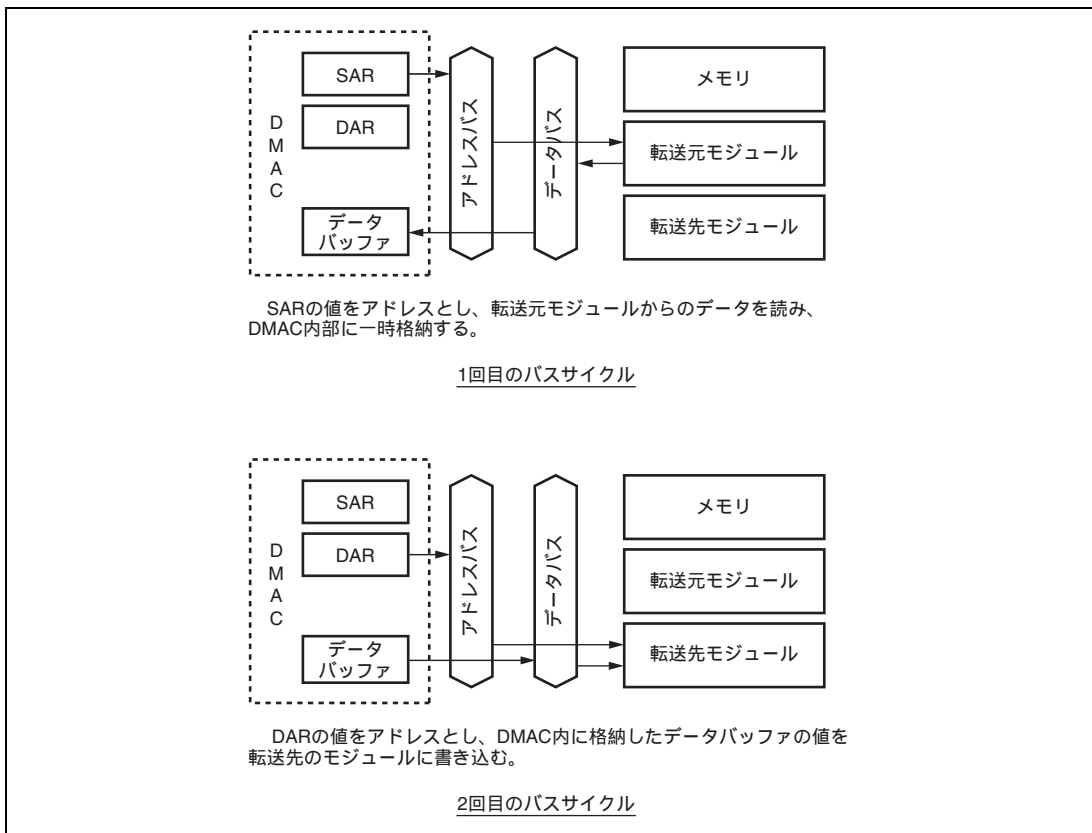 SAR
DAR
DMAC
データ
バッファ
アドレスバス
データバス
メモリ
転送元モジュール
転送先モジュール
SARの値をアドレスとし、転送元モジュールからのデータを読み、
DMAC内部に一時格納する。
1回目のバスサイクル
SAR
DAR
DMAC
データ
バッファ
アドレスバス
データバス
メモリ
転送元モジュール
転送先モジュール
DARの値をアドレスとし、DMAC内に格納したデータバッファの値を
転送先のモジュールに書き込む。
2回目のバスサイクル